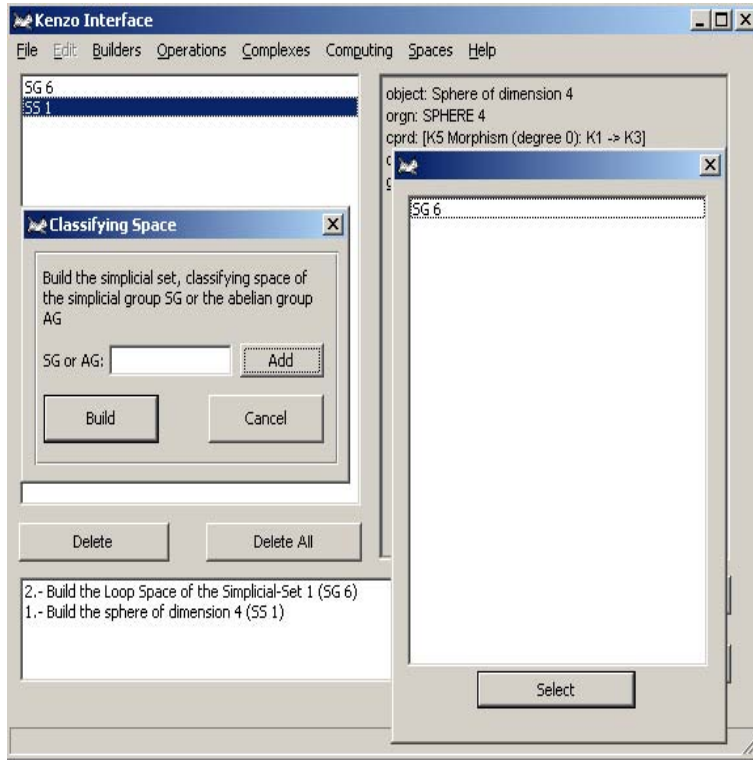 Kenzo Interface
File Edit Builders Operations Complexes Computing Spaces Help
SG 6
SS 1
object: Sphere of dimension 4
orgn: SPHERE 4
cprd: [K5 Morphism (degree 0): K1 -> K3]
SG 6
Select
Classifying Space
Build the simplicial set, classifying space of
the simplicial group SG or the abelian group
AG
SG or AG:
Add
Build
Cancel
Delete
Delete All
2.- Build the Loop Space of the Simplicial-Set 1 (SG 6)
1.- Build the sphere of dimension 4 (SS 1)